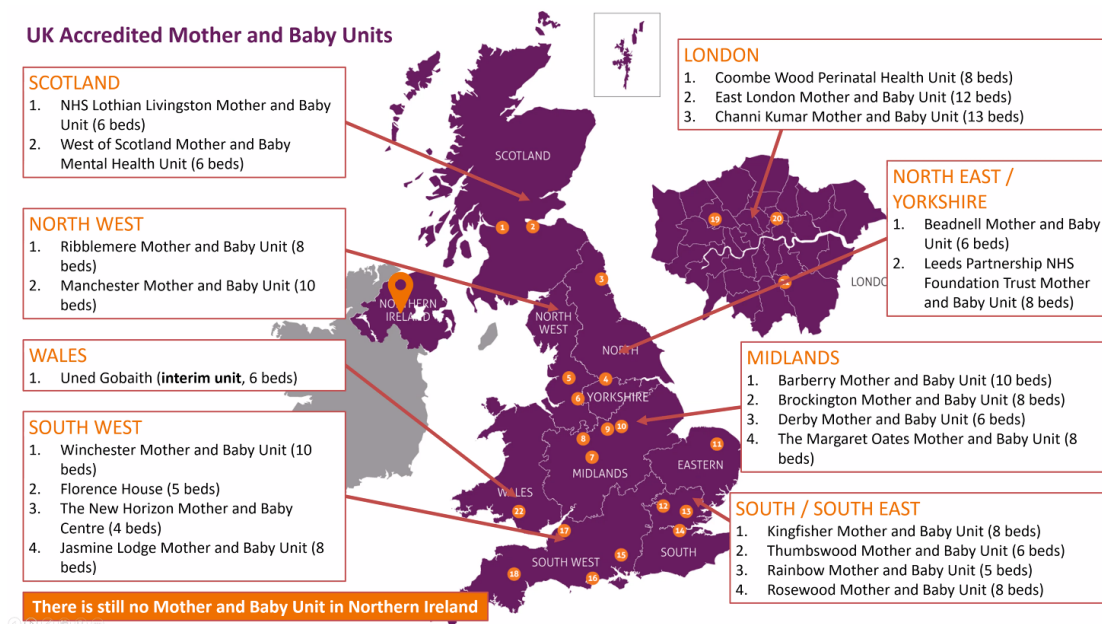 UK Accredited Mother and Baby Units
SCOTLAND
1. NHS Lothian Livingston Mother and Baby
Unit (6 beds)
2. West of Scotland Mother and Baby
Mental Health Unit (6 beds)
NORTH WEST
1. Ribblemere Mother and Baby Unit (8
beds)
2. Manchester Mother and Baby Unit (10
beds)
WALES
1. Uned Gobaith (interim unit, 6 beds)
SOUTH WEST
1. Winchester Mother and Baby Unit (10
beds)
2. Florence House (5 beds)
3. The New Horizon Mother and Baby
Centre (4 beds)
4. Jasmine Lodge Mother and Baby Unit (8
beds)
There is still no Mother and Baby Unit in Northern Ireland
SCOTLAND
1
2
3
NORTHERN
IRELAND
NORTH
WEST
NORTH
5
4
6
YORKSHIRE
8
9
10
7
MIDLANDS
11
EASTERN
WALES
22
12
13
14
17
15
SOUTH WEST
SOUTH
18
16
LONDON
1. Coombe Wood Perinatal Health Unit (8 beds)
2. East London Mother and Baby Unit (12 beds)
3. Channi Kumar Mother and Baby Unit (13 beds)
19
20
LONDO
NORTH EAST /
YORKSHIRE
1. Beadnell Mother and Baby
Unit (6 beds)
2. Leeds Partnership NHS
Foundation Trust Mother
and Baby Unit (8 beds)
MIDLANDS
1. Barberry Mother and Baby Unit (10 beds)
2. Brockington Mother and Baby Unit (8 beds)
3. Derby Mother and Baby Unit (6 beds)
4. The Margaret Oates Mother and Baby Unit (8
beds)
SOUTH / SOUTH EAST
1. Kingfisher Mother and Baby Unit (8 beds)
2. Thumbswood Mother and Baby Unit (6 beds)
3. Rainbow Mother and Baby Unit (5 beds)
4. Rosewood Mother and Baby Unit (8 beds)